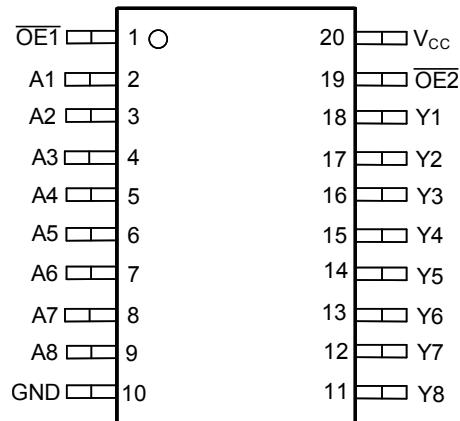 OE1 1 20 VCC
A1 2 19 OE2
A2 3 18 Y1
A3 4 17 Y2
A4 5 16 Y3
A5 6 15 Y4
A6 7 14 Y5
A7 8 13 Y6
A8 9 12 Y7
GND 10 11 Y8